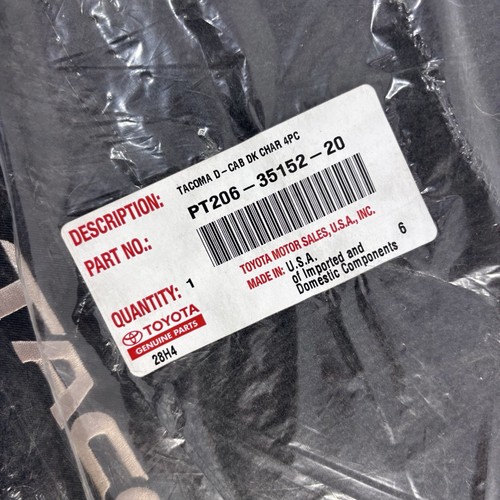 DESCRIPTION: TACOMA D-CAB DK CHAR 4PC
PART NO.: PT206-35152-20
TOYOTA MOTOR SALES, U.S.A., INC.
MADE IN: U.S.A. 6
of Imported and
Domestic Components
QUANTITY: 1
TOYOTA
GENUINE PARTS
28H4
TACO